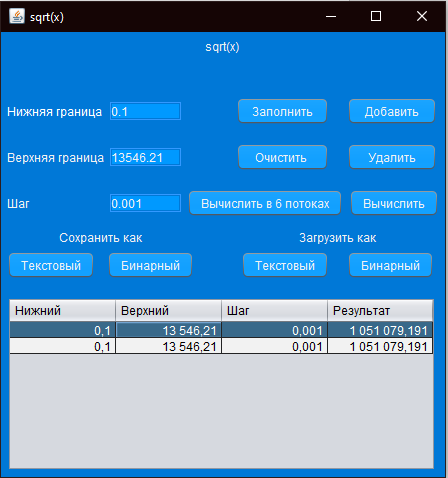 sqrt(x)
sqrt(x)
Нижняя граница 0.1 Заполнить Добавить
Верхняя граница 13546.21 Очистить Удалить
Шаг 0.001 Вычислить в 6 потоках Вычислить
Сохранить как Загрузить как
Текстовый Бинарный Текстовый Бинарный
Нижний Верхний Шаг Результат
0,1 13 546,21 0,001 1 051 079,191
0,1 13 546,21 0,001 1 051 079,191